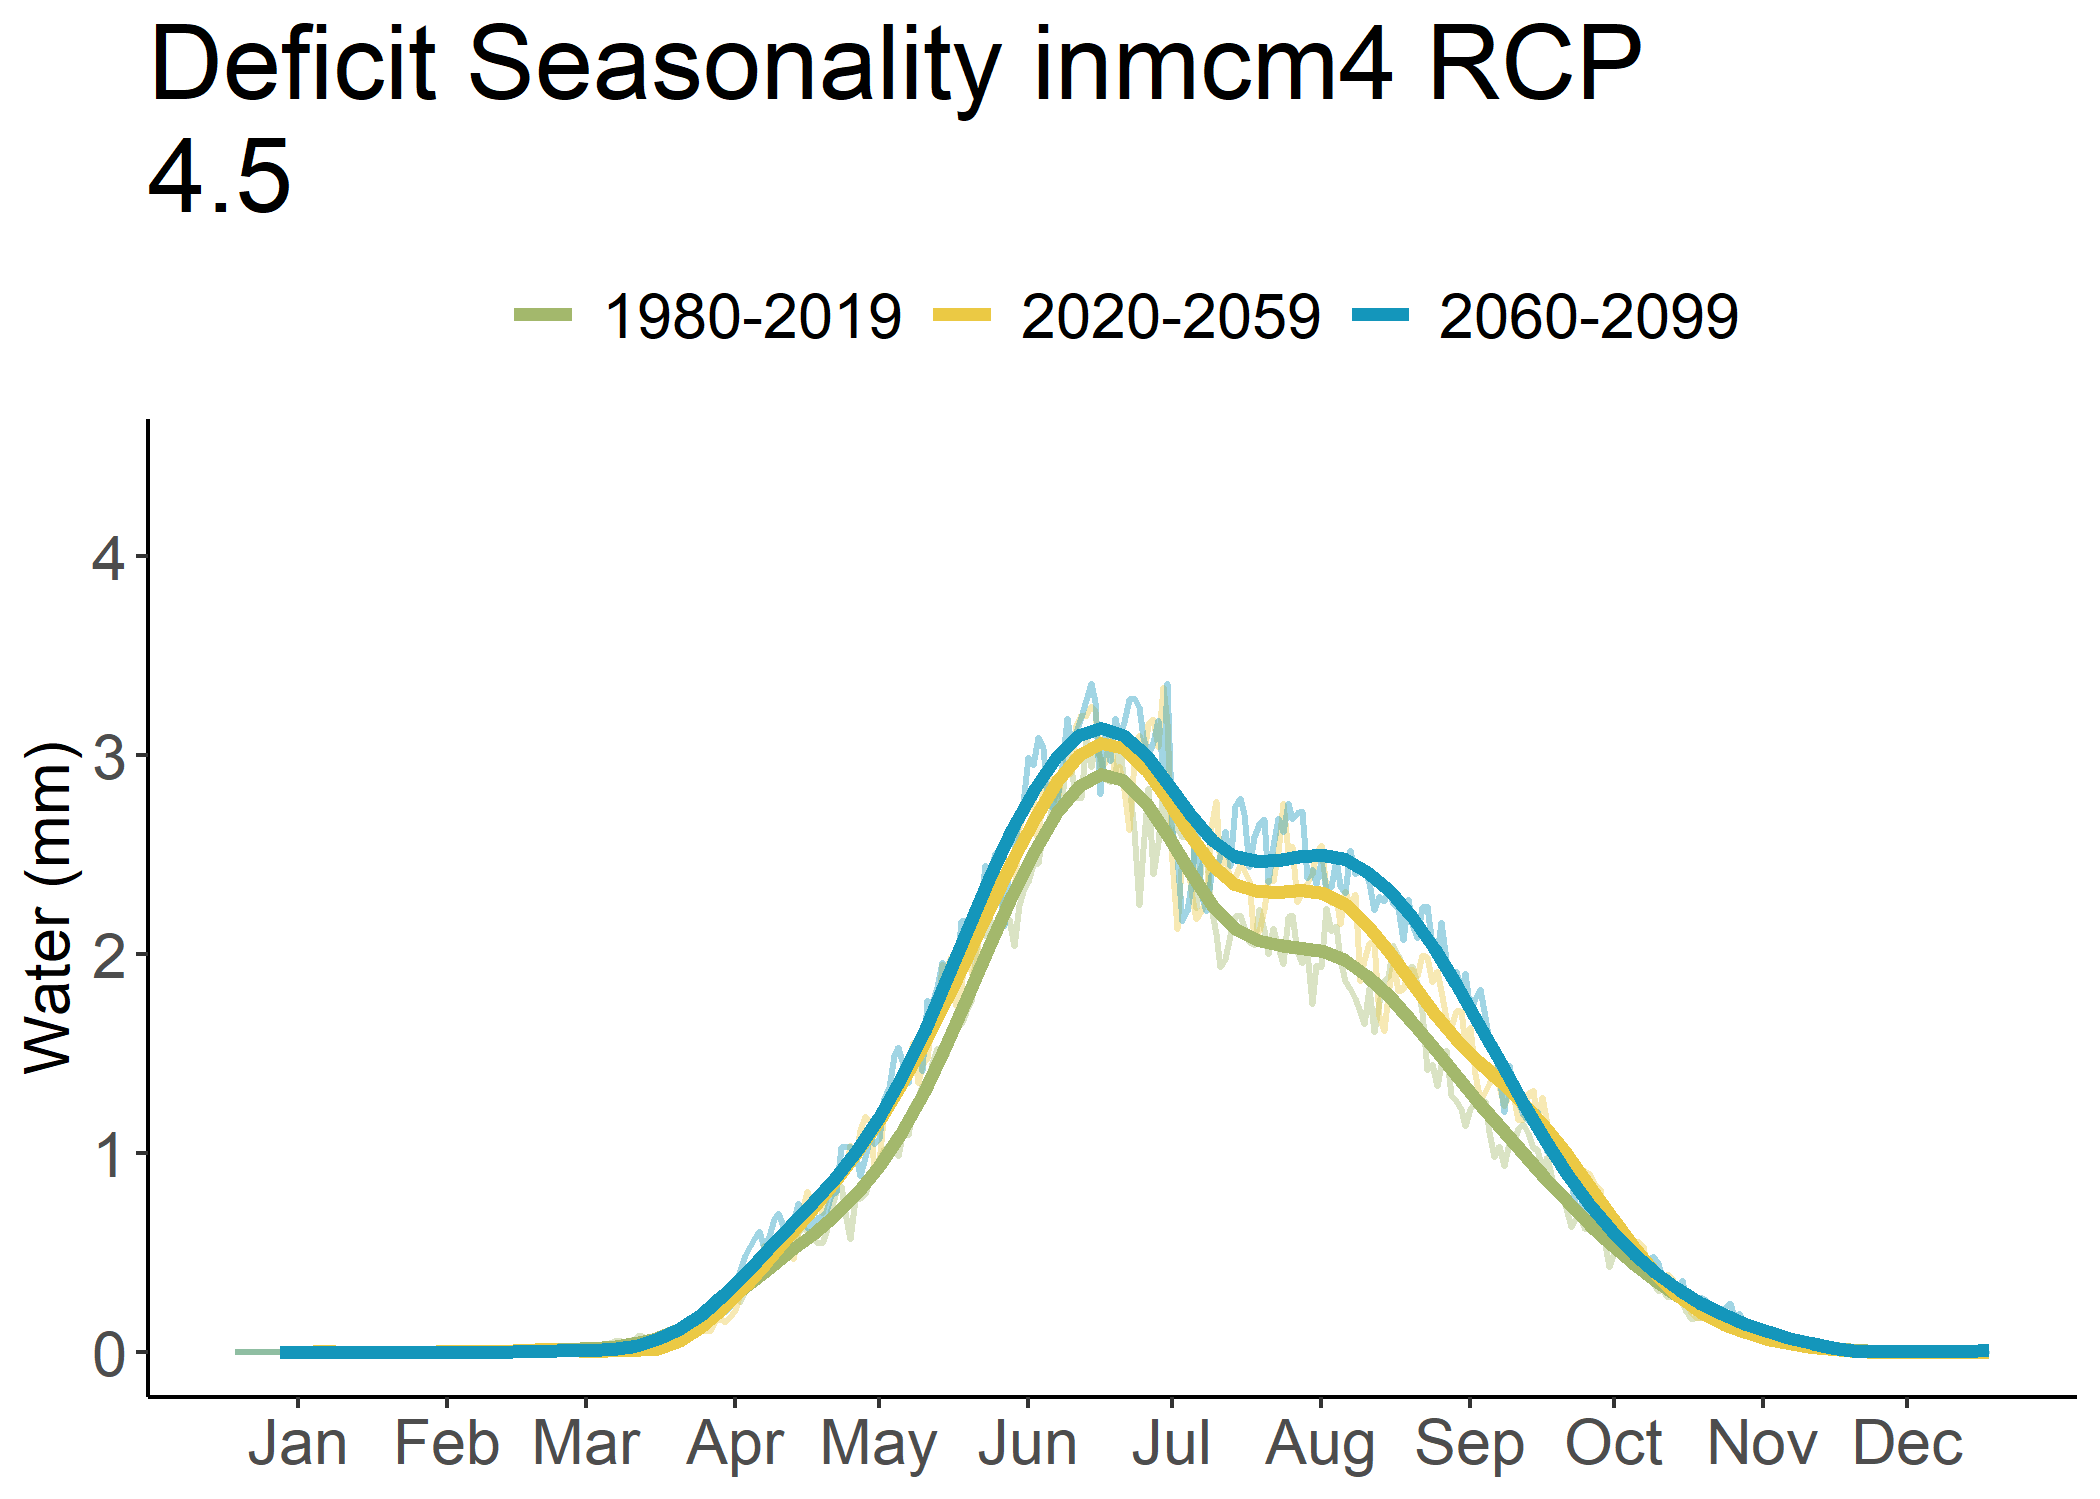 Deficit Seasonality inmcm4 RCP
4.5
1980-2019 2020-2059 2060-2099
Water (mm)
4
3
2
1
0
Jan Feb Mar Apr May Jun Jul Aug Sep Oct Nov Dec